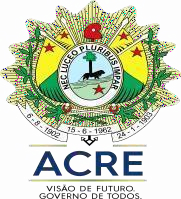 NEC LUCEO PLURIBUS IMPAR
6-8-1902
15-6-1962
24-1-1903
ACRE
VISÃO DE FUTURO.
GOVERNO DE TODOS.